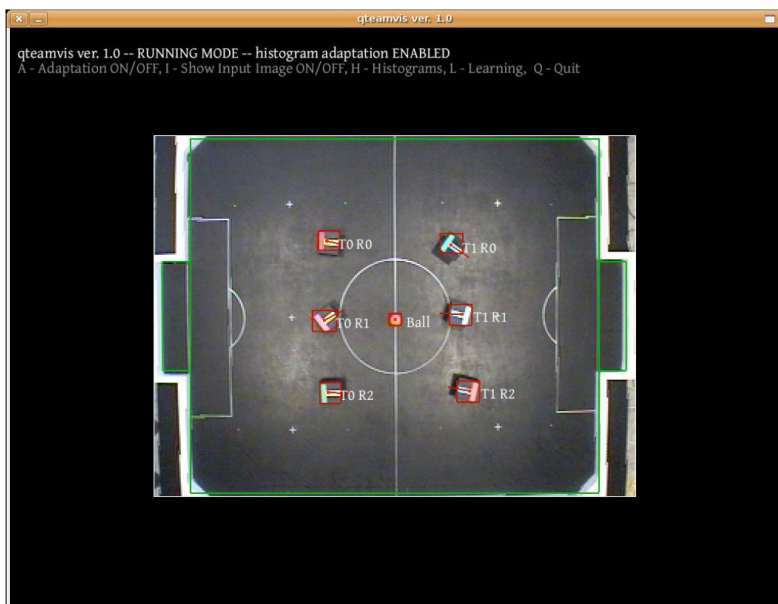 qteamvis ver. 1.0
qteamvis ver. 1.0 -- RUNNING MODE -- histogram adaptation ENABLED
A - Adaptation ON/OFF, I - Show Input Image ON/OFF, H - Histograms, L - Learning, Q - Quit
T0 R0
T1 R0
T0 R1
Ball
T1 R1
T0 R2
T1 R2